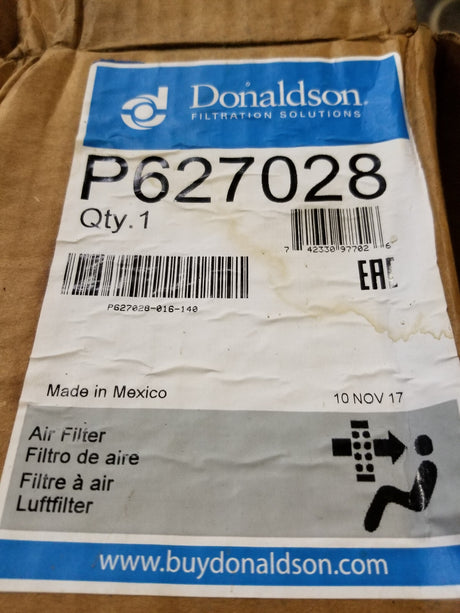 Donaldson.
FILTRATION SOLUTIONS
P627028
Qty.1
7 42330 97702 6
EAC
P627028-016-140
Made in Mexico
10 NOV 17
Air Filter
Filtro de aire
Filtre à air
Luftfilter
www.buydonaldson.com